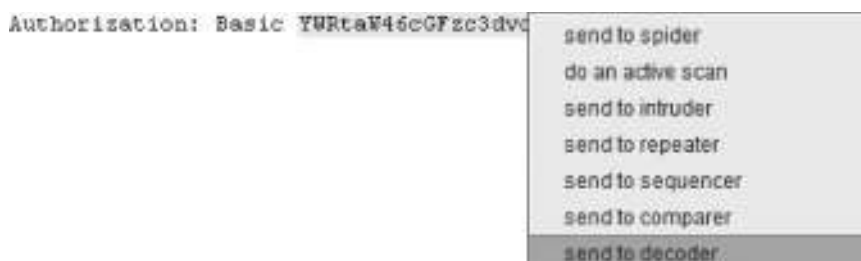 Authorization: Basic YWRtaW46cGFzc3dvc
send to spider
do an active scan
send to intruder
send to repeater
send to sequencer
send to comparer
send to decoder